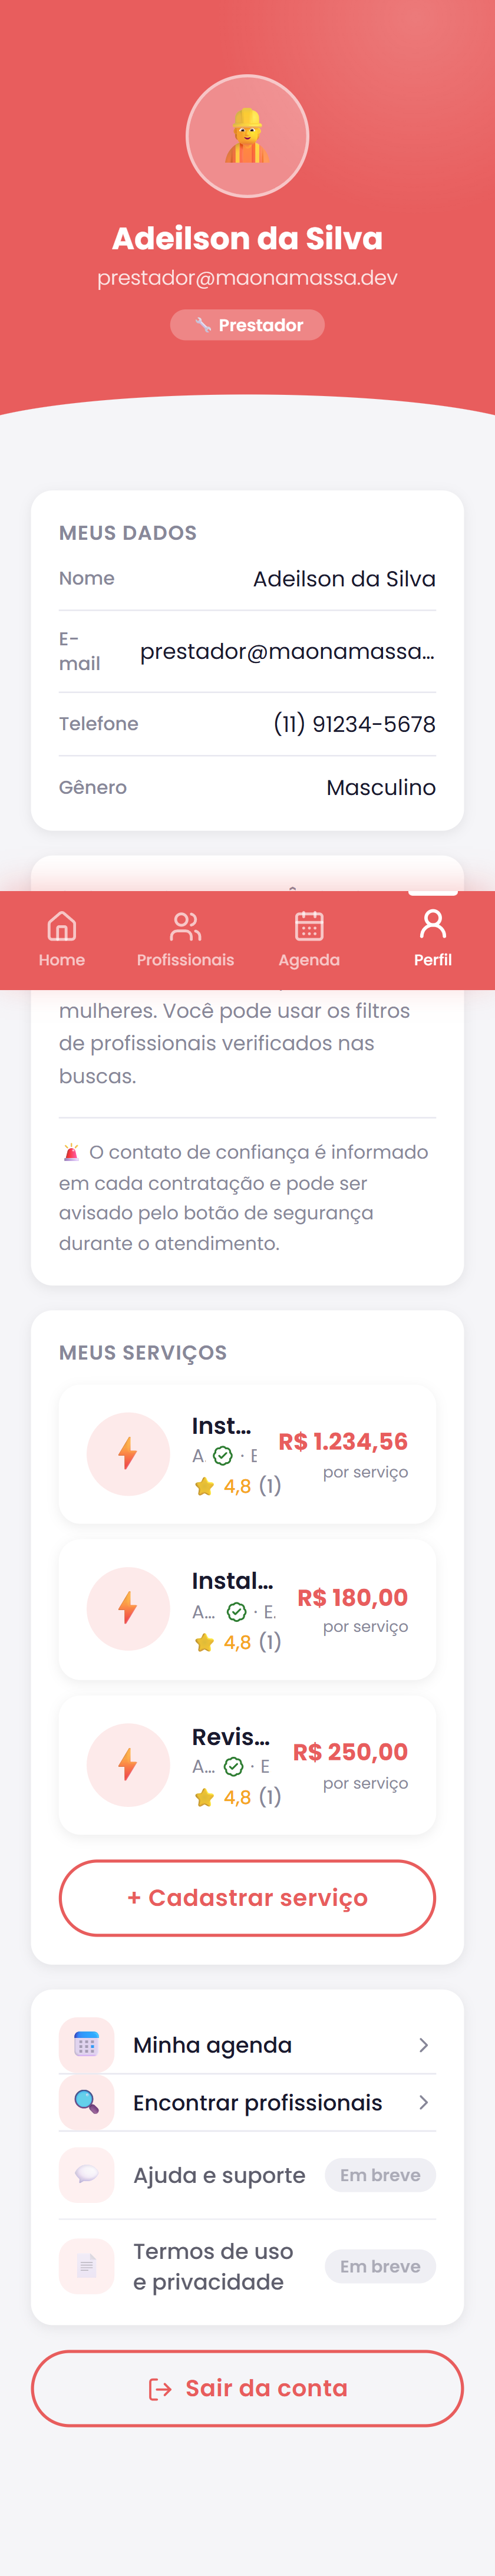 Adeilson da Silva
prestador@maonamassa.dev
Prestador
MEUS DADOS
Nome
Adeilson da Silva
E-
mail
prestador@maonamassa...
Telefone
(11) 91234-5678
Gênero
Masculino
Home
Profissionais
Agenda
Perfil
mulheres. Você pode usar os filtros
de profissionais verificados nas
buscas.
O contato de confiança é informado
em cada contratação e pode ser
avisado pelo botão de segurança
durante o atendimento.
MEUS SERVIÇOS
Inst...
R$ 1.234,56
A. · E
por serviço
4,8 (1)
Instal...
R$ 180,00
A... · E.
por serviço
4,8 (1)
Revis...
R$ 250,00
A... · E
por serviço
4,8 (1)
+ Cadastrar serviço
Minha agenda
Encontrar profissionais
Ajuda e suporte
Em breve
Termos de uso
e privacidade
Em breve
Sair da conta